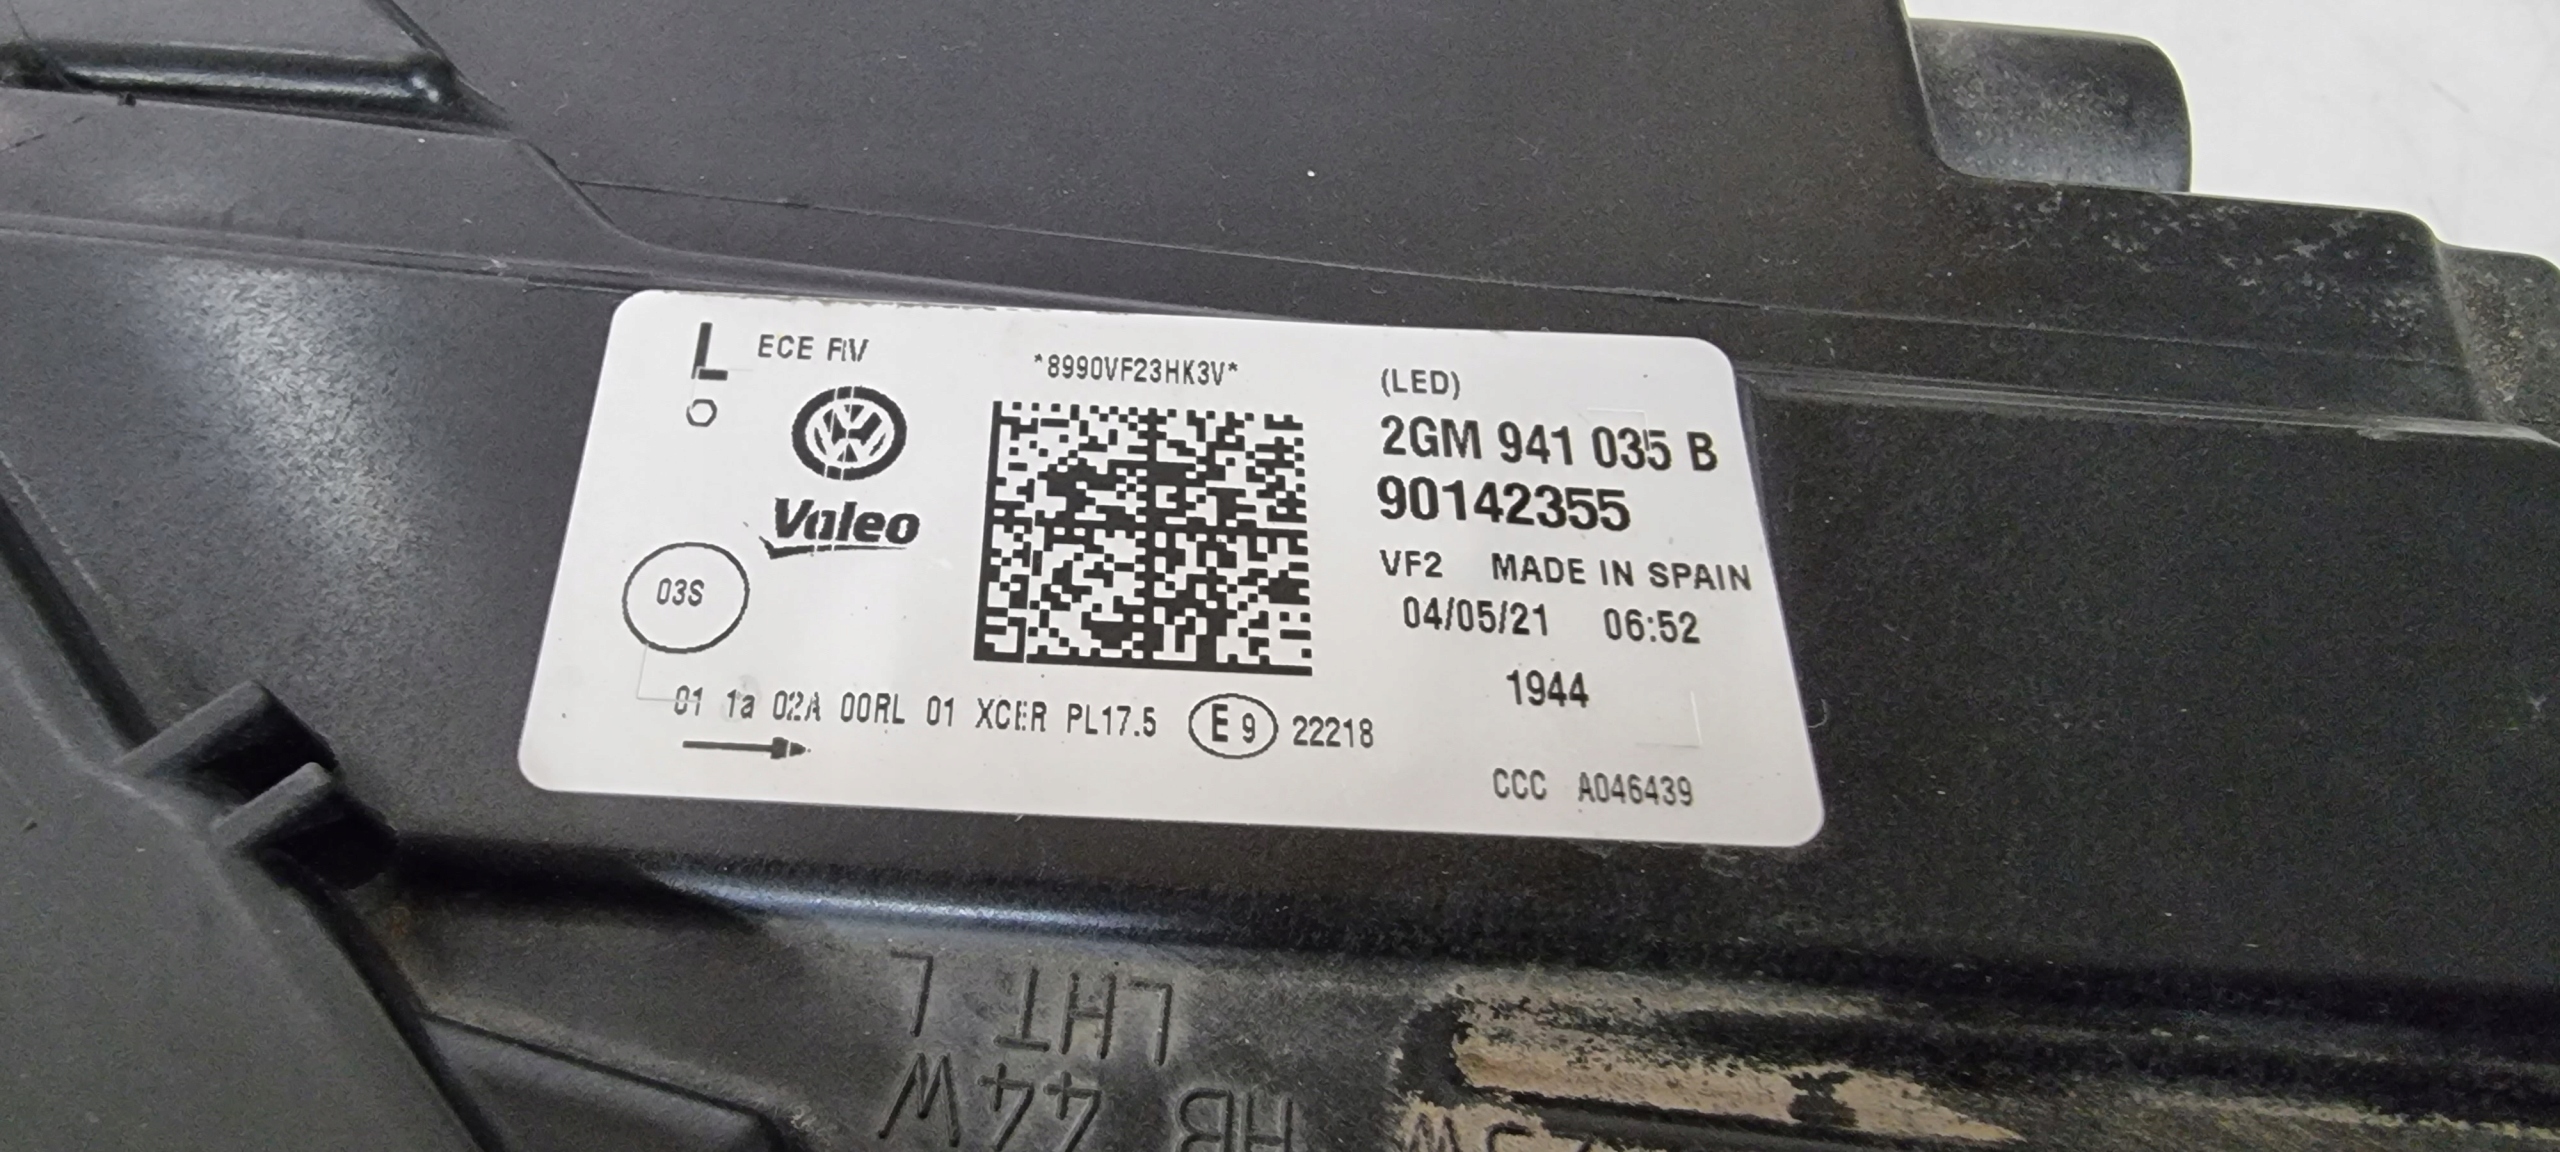 L ECE RV
*8990VF23HK3V*
(LED)
2GM 941 035 B
Valeo
90142355
VF2 MADE IN SPAIN
03S
04/05/21 06:52
1944
01 1a 02A 00RL 01 XCER PL17.5 E9 22218
CCC A046439
LHT L
HB 44W